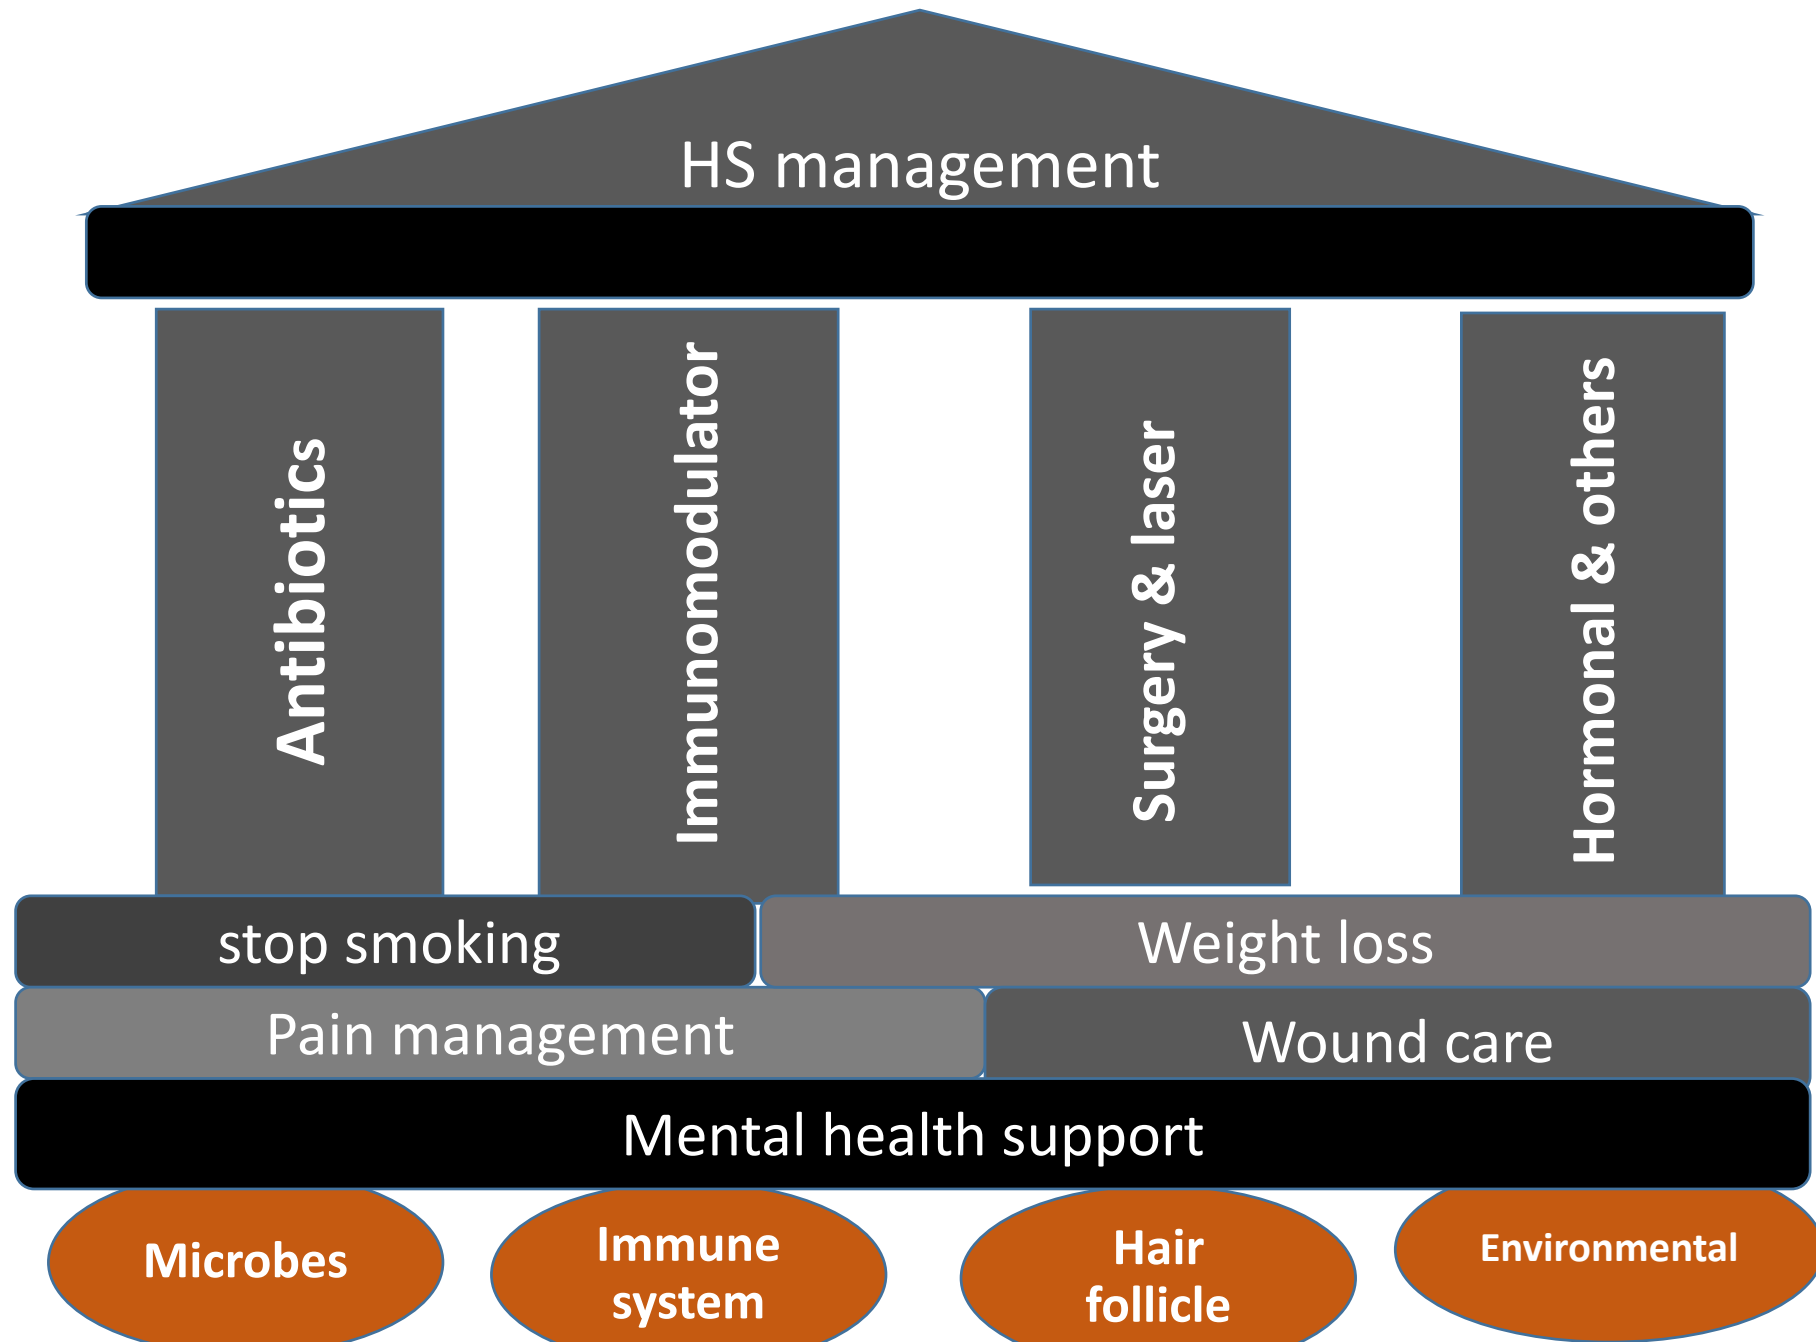 HS management
Antibiotics
Immunomodulator
Surgery & laser
Hormonal & others
stop smoking
Weight loss
Pain management
Wound care
Mental health support
Microbes
Immune
system
Hair
follicle
Environmental